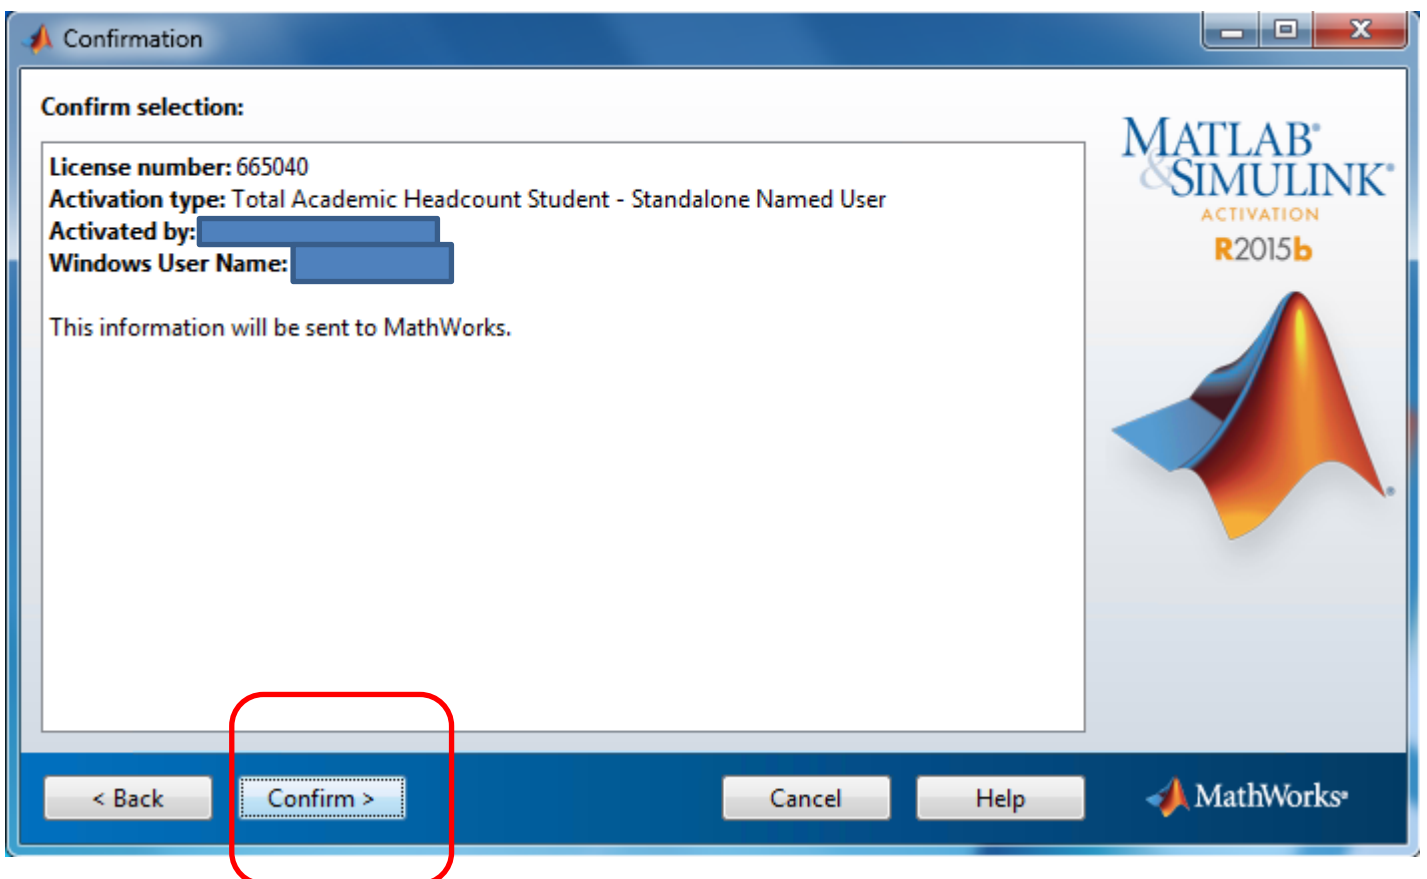 Confirmation
Confirm selection:
License number: 665040
Activation type: Total Academic Headcount Student - Standalone Named User
Activated by:
Windows User Name:
This information will be sent to MathWorks.
MATLAB®
&SIMULINK®
ACTIVATION
R2015b
< Back
Confirm >
Cancel
Help
MathWorks®